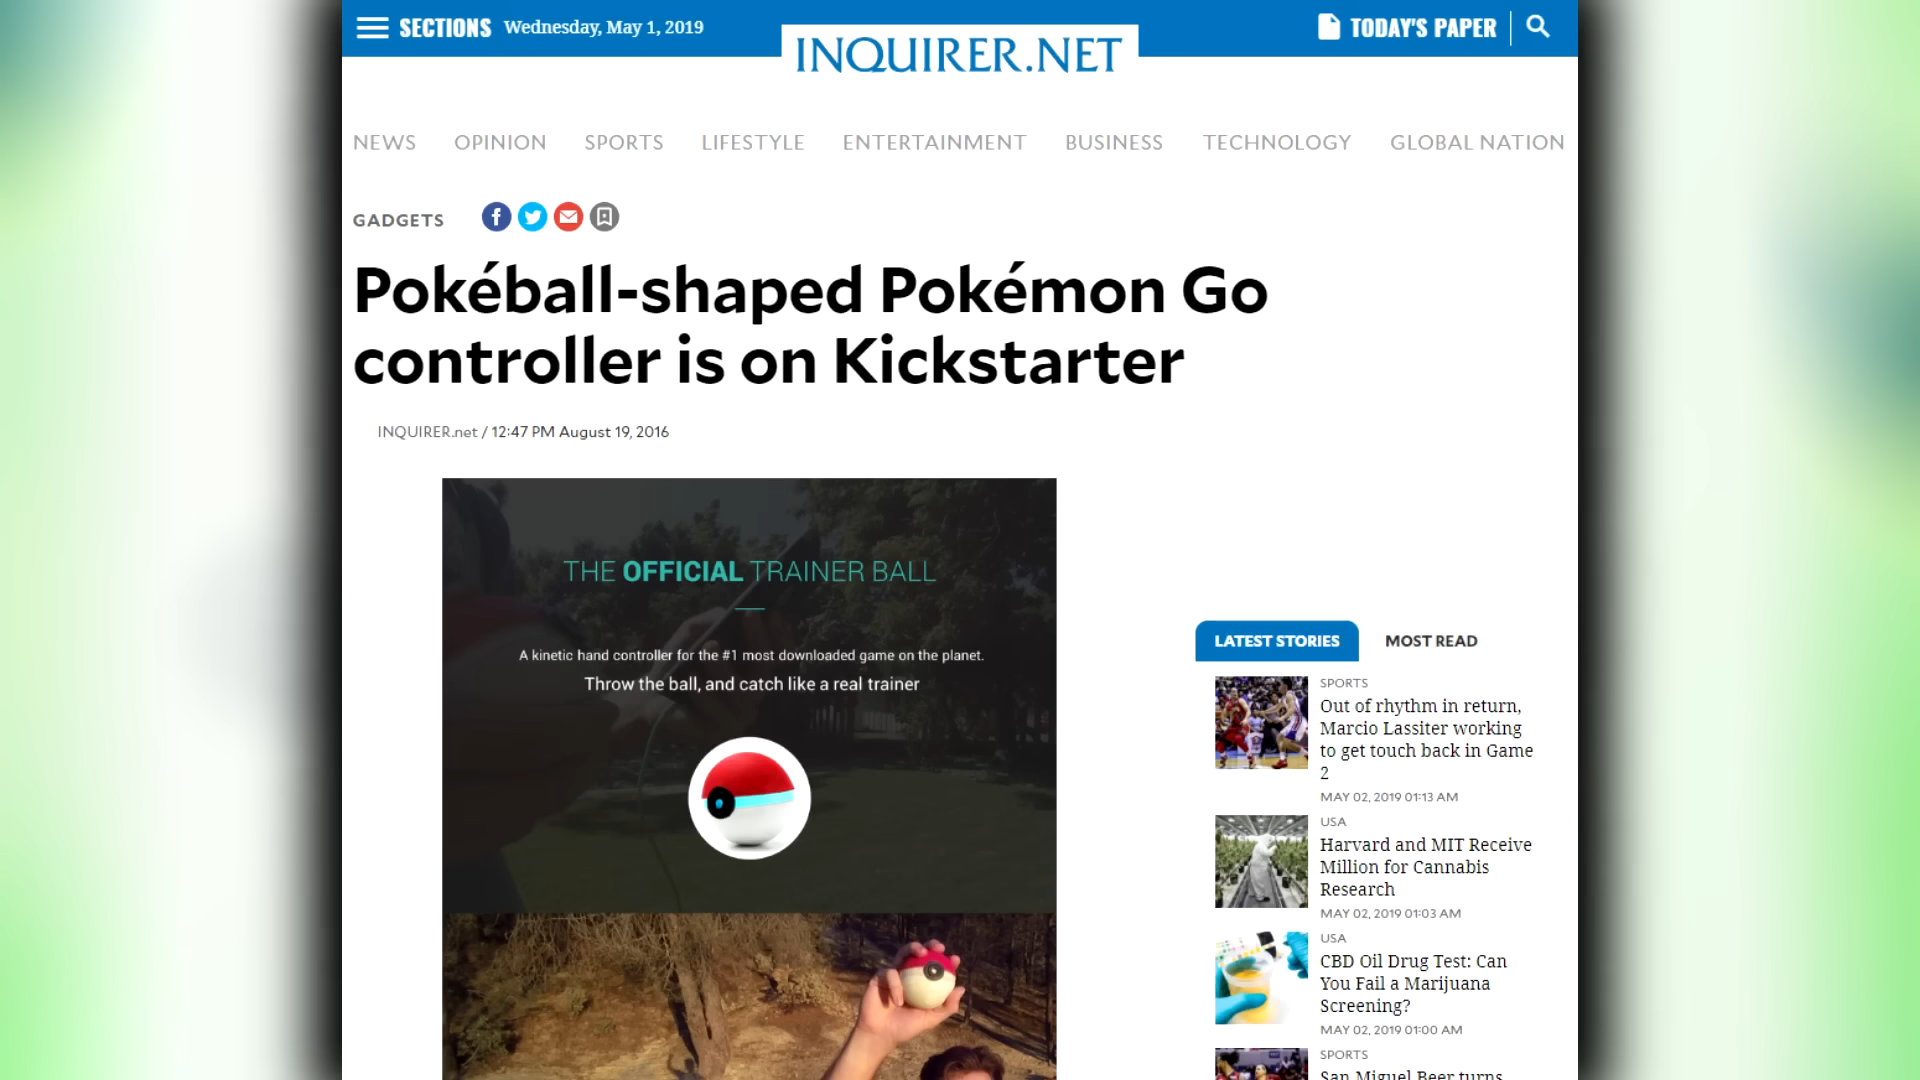 SECTIONS Wednesday, May 1, 2019
INQUIRER.NET
TODAY'S PAPER
NEWS OPINION SPORTS LIFESTYLE ENTERTAINMENT BUSINESS TECHNOLOGY GLOBAL NATION
GADGETS
Pokéball-shaped Pokémon Go
controller is on Kickstarter
INQUIRER.net / 12:47 PM August 19, 2016
THE OFFICIAL TRAINER BALL
A kinetic hand controller for the #1 most downloaded game on the planet.
Throw the ball, and catch like a real trainer
LATEST STORIES MOST READ
SPORTS
Out of rhythm in return,
Marcio Lassiter working
to get touch back in Game
2
MAY 02, 2019 01:13 AM
USA
Harvard and MIT Receive
Million for Cannabis
Research
MAY 02, 2019 01:03 AM
USA
CBD Oil Drug Test: Can
You Fail a Marijuana
Screening?
MAY 02, 2019 01:00 AM
SPORTS
San Miguel Beer turns